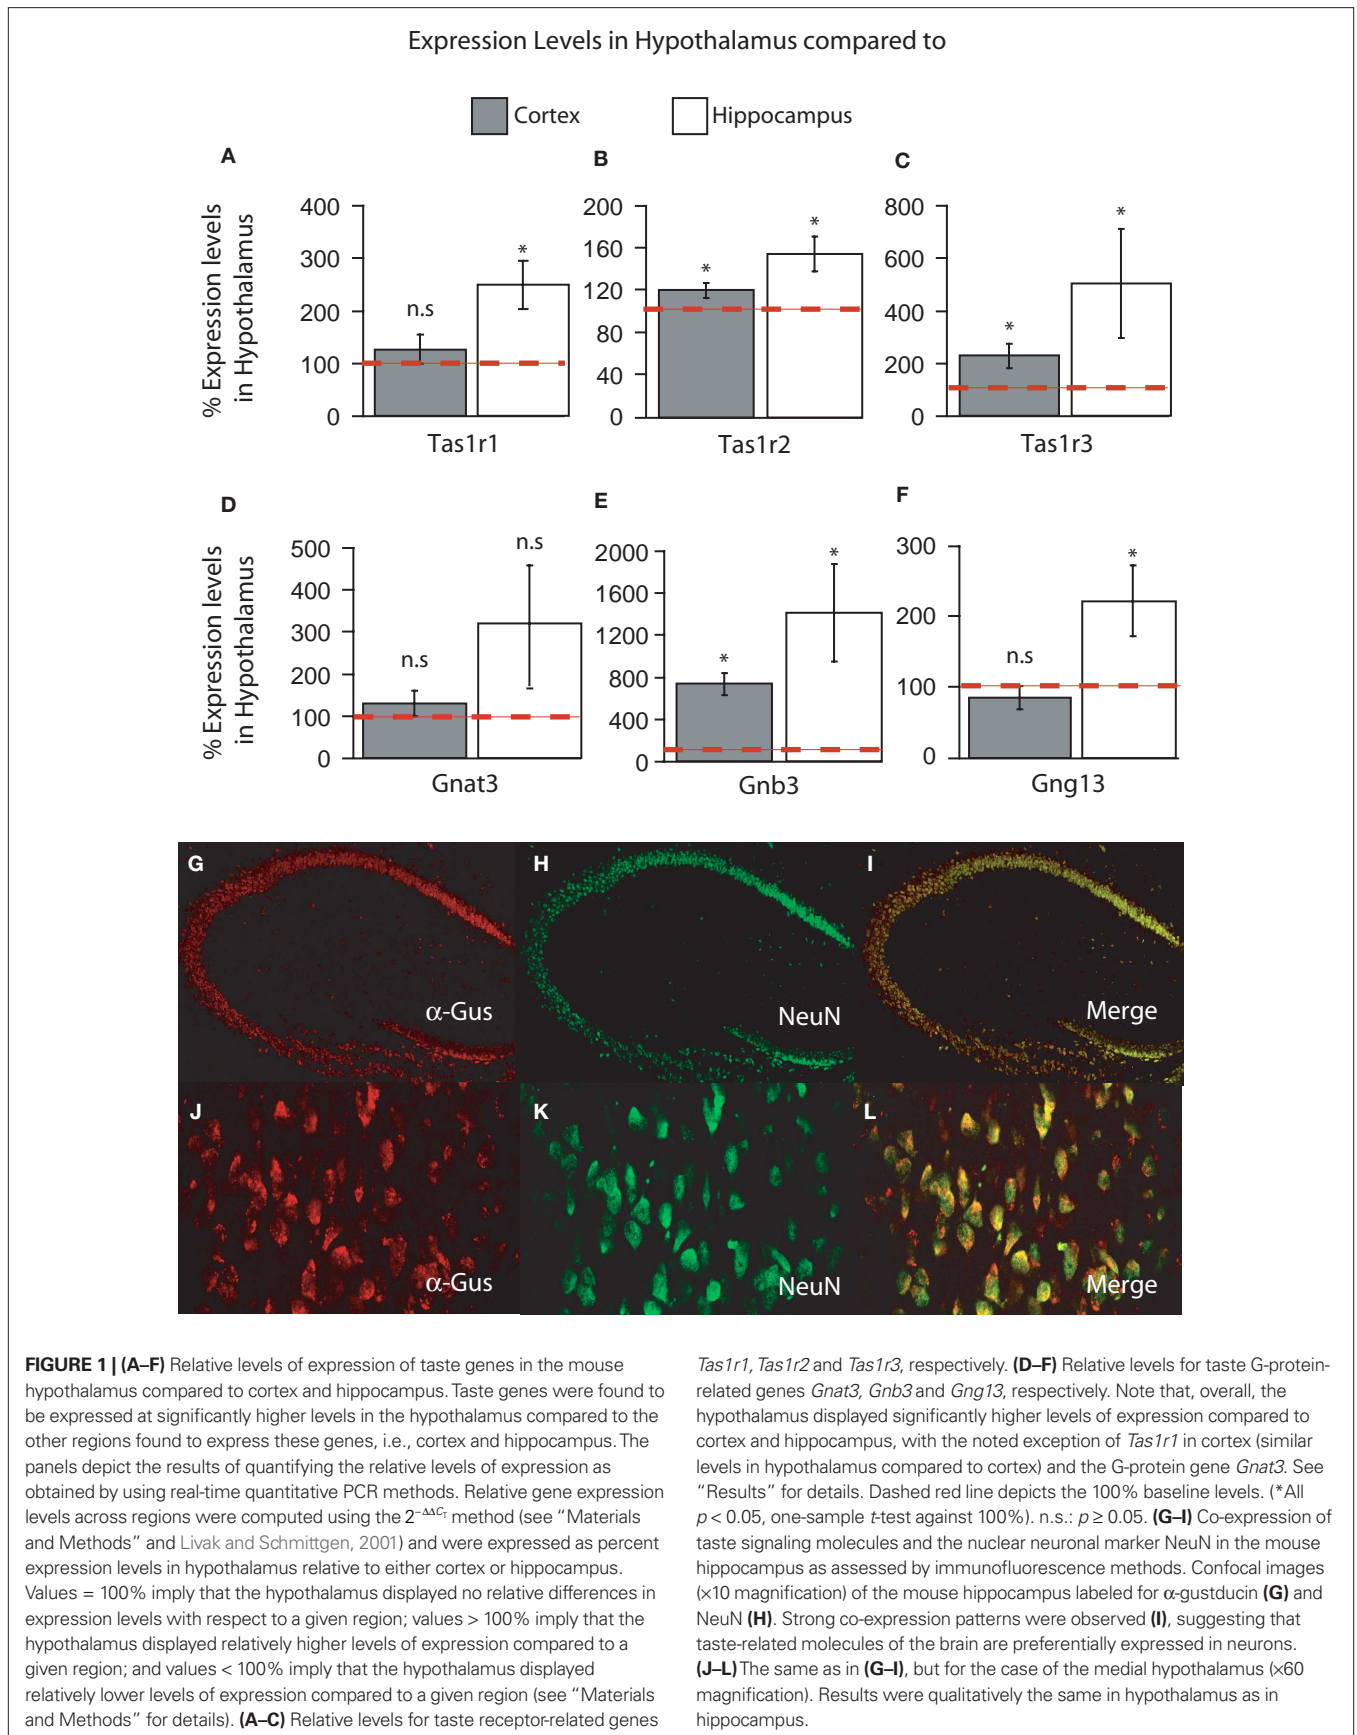 Expression Levels in Hypothalamus compared to
Cortex
Hippocampus
A
B
C
% Expression levels
in Hypothalamus
400
300
200
100
0
n.s
*
Tas1r1
200
160
120
80
40
0
*
*
Tas1r2
800
600
400
200
0
*
*
Tas1r3
D
E
F
% Expression levels
in Hypothalamus
500
400
300
200
100
0
n.s
n.s
Gnat3
2000
1600
1200
800
400
0
*
*
Gnb3
300
200
100
0
n.s
*
Gng13
G
α-Gus
H
NeuN
I
Merge
J
α-Gus
K
NeuN
L
Merge
FIGURE 1 | (A–F) Relative levels of expression of taste genes in the mouse
hypothalamus compared to cortex and hippocampus. Taste genes were found to
be expressed at significantly higher levels in the hypothalamus compared to the
other regions found to express these genes, i.e., cortex and hippocampus. The
panels depict the results of quantifying the relative levels of expression as
obtained by using real-time quantitative PCR methods. Relative gene expression
levels across regions were computed using the 2^−ΔΔC_T method (see “Materials
and Methods” and Livak and Schmittgen, 2001) and were expressed as percent
expression levels in hypothalamus relative to either cortex or hippocampus.
Values = 100% imply that the hypothalamus displayed no relative differences in
expression levels with respect to a given region; values > 100% imply that the
hypothalamus displayed relatively higher levels of expression compared to a
given region; and values < 100% imply that the hypothalamus displayed
relatively lower levels of expression compared to a given region (see “Materials
and Methods” for details). (A–C) Relative levels for taste receptor-related genes
Tas1r1, Tas1r2 and Tas1r3, respectively. (D–F) Relative levels for taste G-protein-
related genes Gnat3, Gnb3 and Gng13, respectively. Note that, overall, the
hypothalamus displayed significantly higher levels of expression compared to
cortex and hippocampus, with the noted exception of Tas1r1 in cortex (similar
levels in hypothalamus compared to cortex) and the G-protein gene Gnat3. See
“Results” for details. Dashed red line depicts the 100% baseline levels. (*All
p < 0.05, one-sample t-test against 100%). n.s.: p ≥ 0.05. (G–I) Co-expression of
taste signaling molecules and the nuclear neuronal marker NeuN in the mouse
hippocampus as assessed by immunofluorescence methods. Confocal images
(×10 magnification) of the mouse hippocampus labeled for α-gustducin (G) and
NeuN (H). Strong co-expression patterns were observed (I), suggesting that
taste-related molecules of the brain are preferentially expressed in neurons.
(J–L) The same as in (G–I), but for the case of the medial hypothalamus (×60
magnification). Results were qualitatively the same in hypothalamus as in
hippocampus.